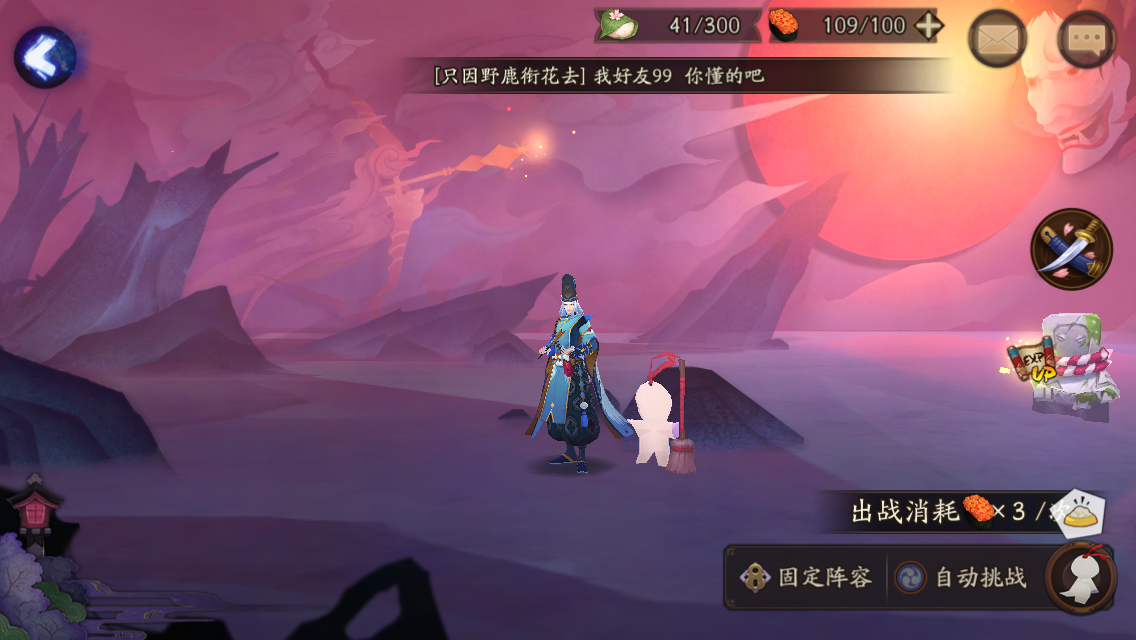 41/300
109/100
[只因野鹿衔花去] 我好友99 你懂的吧
EXP
UP
出战消耗 ×3 /次
固定阵容
自动挑战